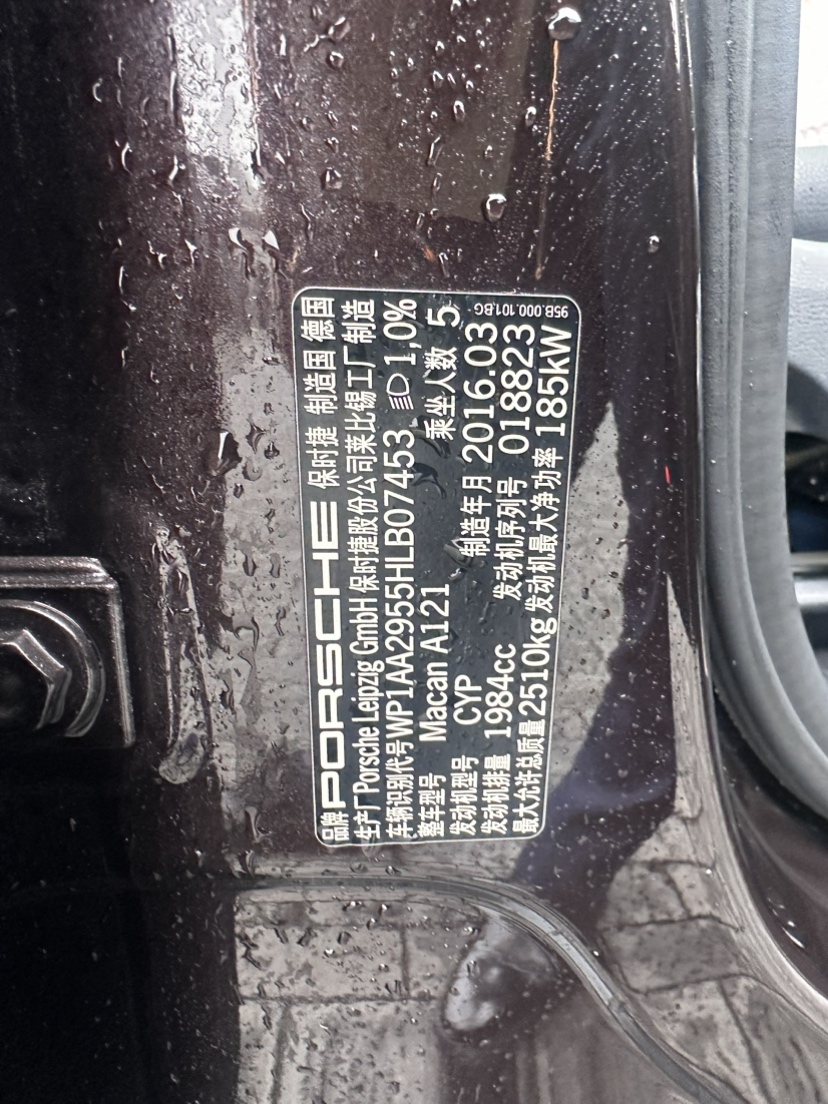 品牌 PORSCHE 保时捷 制造国 德国
生产厂 Porsche Leipzig GmbH 保时捷股份公司莱比锡工厂 制造
车辆识别代号 WP1AA2955HLB07453 1,0%
整车型号 Macan A121 乘坐人数 5
发动机型号 CYP 制造年月 2016.03
发动机排量 1984cc 发动机序列号 018823
最大允许总质量 2510kg 发动机最大净功率 185kW
95B.000.101.BG